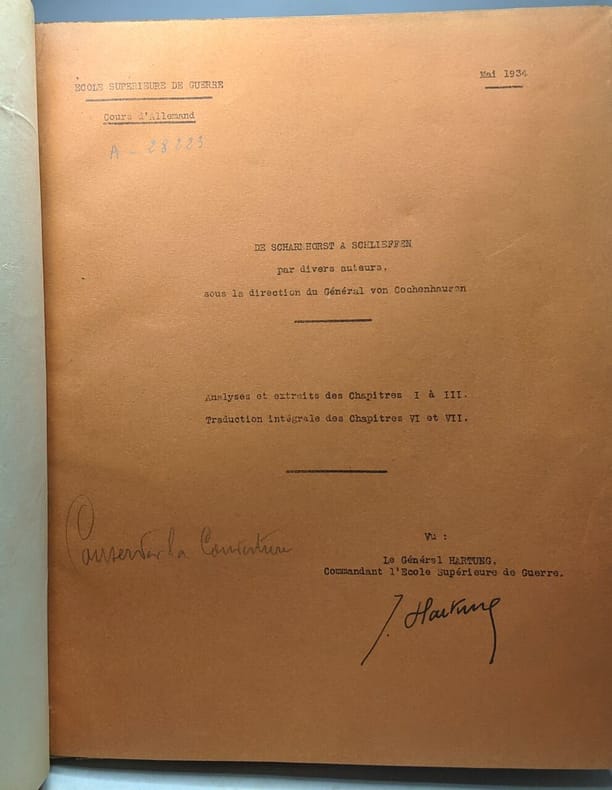 ÉCOLE SUPERIEURE DE GUERRE
Mai 1934
Cours d'Allemand
A - 28223
DE SCHARNHORST A SCHLIEFFEN
par divers auteurs,
sous la direction du Général von Cochenhausen
Analyses et extraits des Chapitres I à III.
Traduction intégrale des Chapitres VI et VII.
Conserver la Couverture
Vu :
Le Général HARTUNG,
Commandant l'Ecole Supérieure de Guerre.
J. Hartung